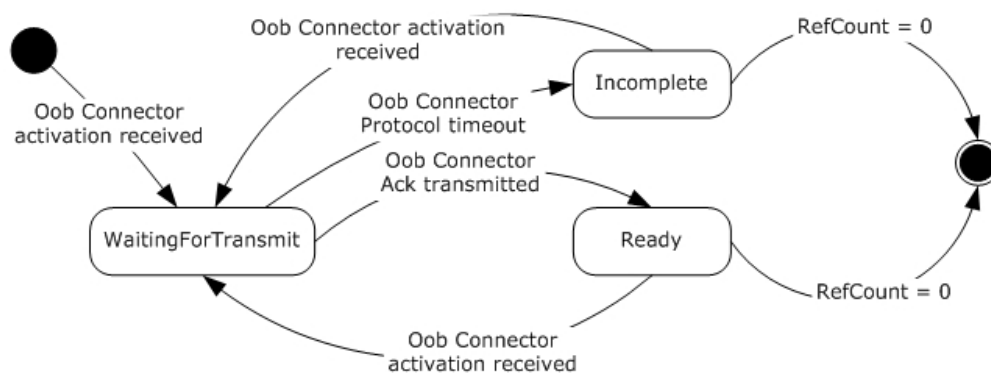 Oob Connector activation
received
RefCount = 0
Incomplete
Oob Connector
activation received
Oob Connector
Protocol timeout
Oob Connector
Ack transmitted
WaitingForTransmit
Ready
RefCount = 0
Oob Connector
activation received